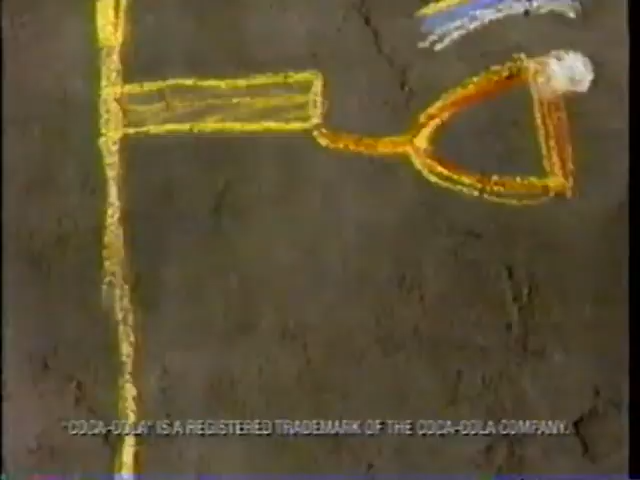 "COCA-COLA" IS A REGISTERED TRADEMARK OF THE COCA-COLA COMPANY.